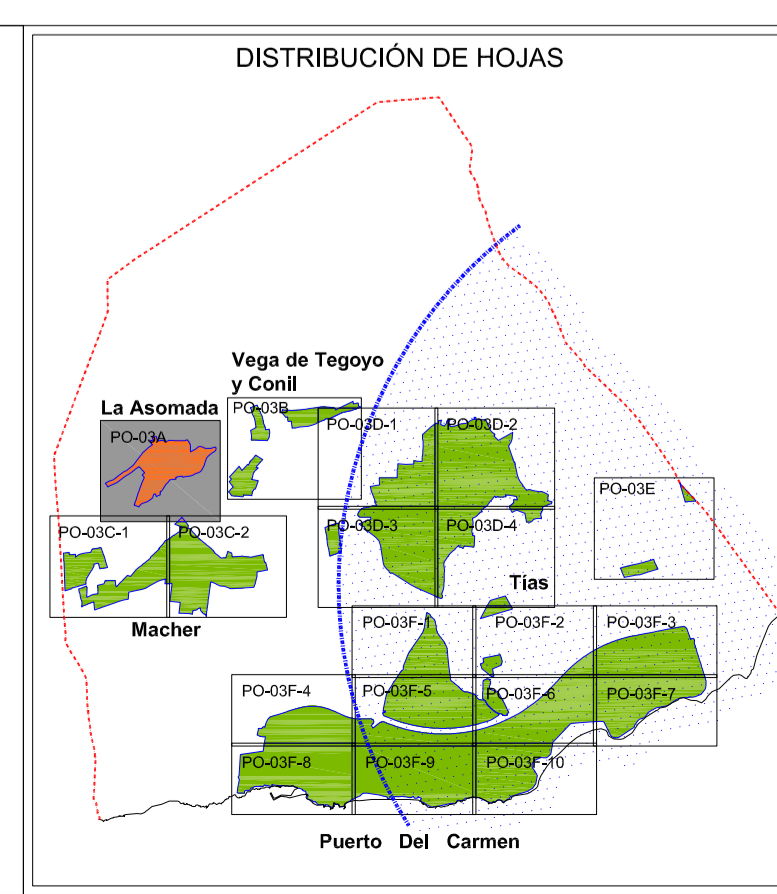 DISTRIBUCIÓN DE HOJAS
Vega de Tegoyo
y Conil
La Asomada
PO-03B
PO-03A
PO-03D-1
PO-03D-2
PO-03E
PO-03C-1
PO-03C-2
PO-03D-3
PO-03D-4
Tías
Macher
PO-03F-1
PO-03F-2
PO-03F-3
PO-03F-4
PO-03F-5
PO-03F-6
PO-03F-7
PO-03F-8
PO-03F-9
PO-03F-10
Puerto Del Carmen